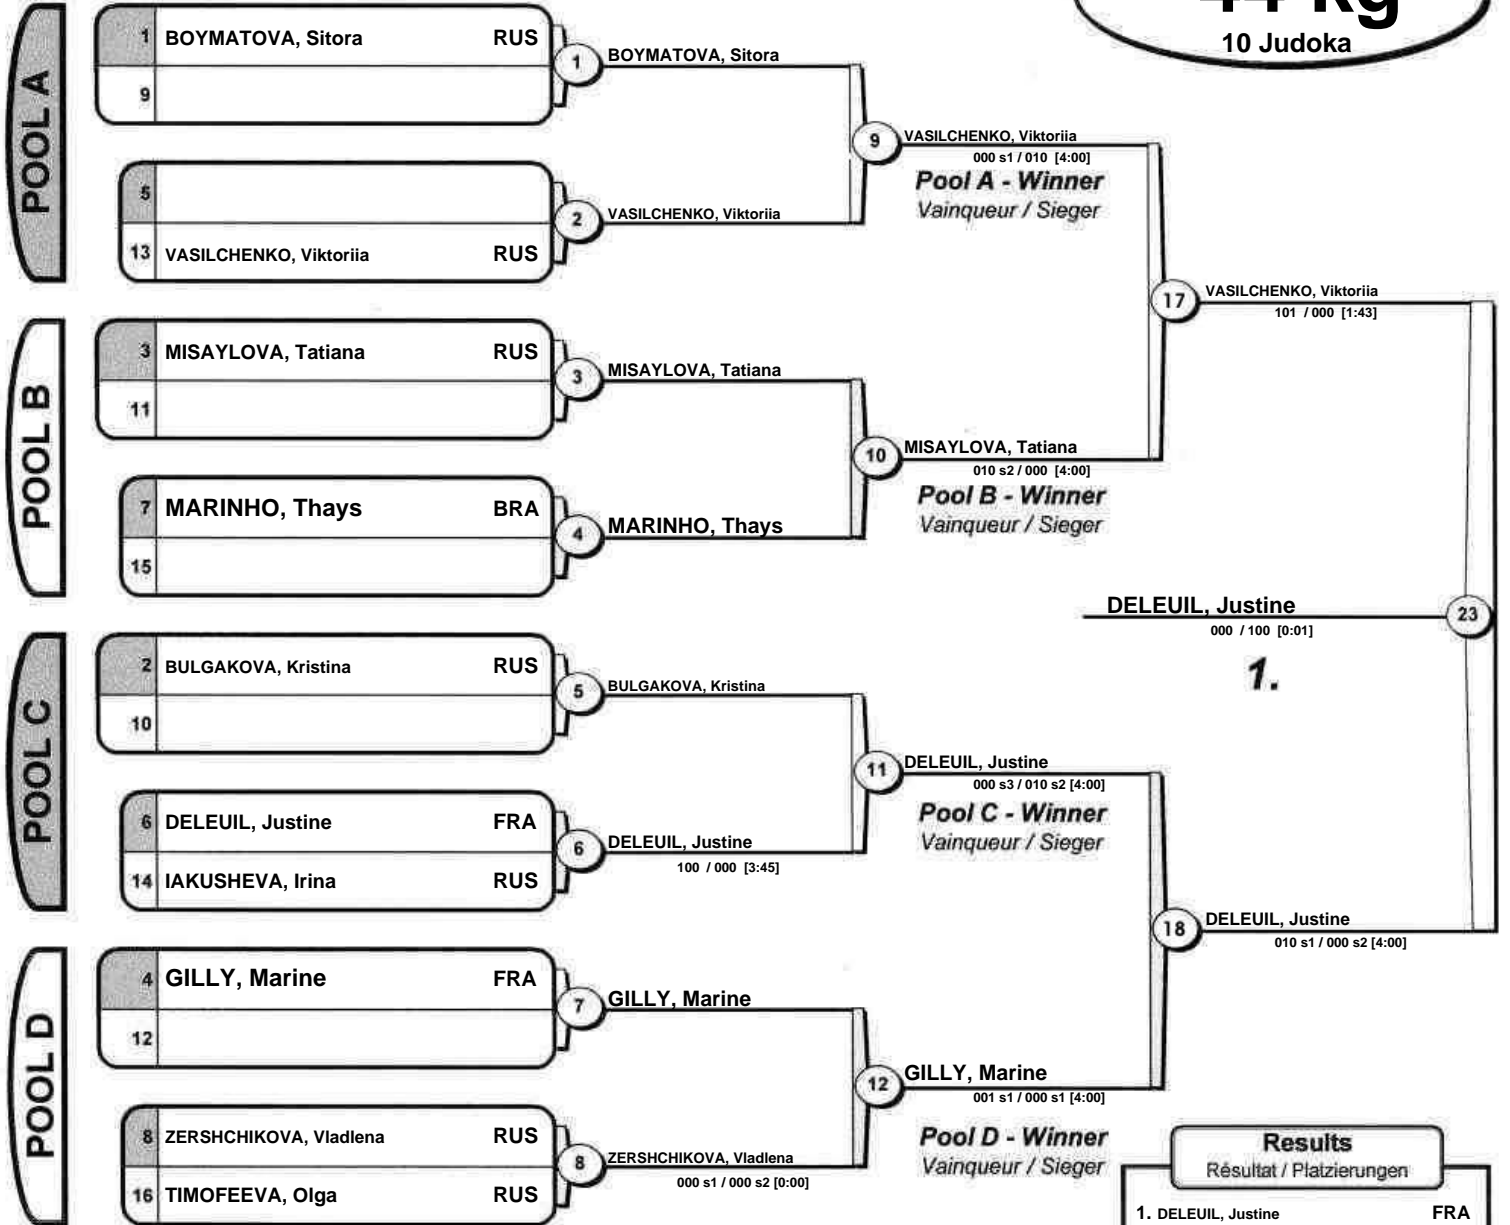 44 kg
10 Judoka
POOL A
1 BOYMATOVA, Sitora RUS
9
1 BOYMATOVA, Sitora
5
13 VASILCHENKO, Viktoriia RUS
2 VASILCHENKO, Viktoriia
9 VASILCHENKO, Viktoriia
000 s1 / 010 [4:00]
Pool A - Winner
Vainqueur / Sieger
POOL B
3 MISAYLOVA, Tatiana RUS
11
3 MISAYLOVA, Tatiana
7 MARINHO, Thays BRA
15
4 MARINHO, Thays
10 MISAYLOVA, Tatiana
010 s2 / 000 [4:00]
Pool B - Winner
Vainqueur / Sieger
17 VASILCHENKO, Viktoriia
101 / 000 [1:43]
DELEUIL, Justine 23
000 / 100 [0:01]
1.
POOL C
2 BULGAKOVA, Kristina RUS
10
5 BULGAKOVA, Kristina
6 DELEUIL, Justine FRA
14 IAKUSHEVA, Irina RUS
6 DELEUIL, Justine
100 / 000 [3:45]
11 DELEUIL, Justine
000 s3 / 010 s2 [4:00]
Pool C - Winner
Vainqueur / Sieger
18 DELEUIL, Justine
010 s1 / 000 s2 [4:00]
POOL D
4 GILLY, Marine FRA
12
7 GILLY, Marine
8 ZERSHCHIKOVA, Vladlena RUS
16 TIMOFEEVA, Olga RUS
8 ZERSHCHIKOVA, Vladlena
000 s1 / 000 s2 [0:00]
12 GILLY, Marine
001 s1 / 000 s1 [4:00]
Pool D - Winner
Vainqueur / Sieger
Results
Résultat / Platzierungen
1. DELEUIL, Justine FRA